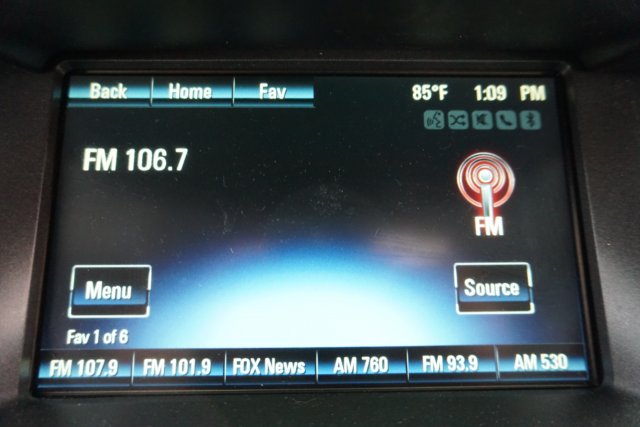 Back Home Fav 85°F 1:09 PM
FM 106.7
FM
Menu Source
Fav 1 of 6
FM 107.9 FM 101.9 FOX News AM 760 FM 93.9 AM 530